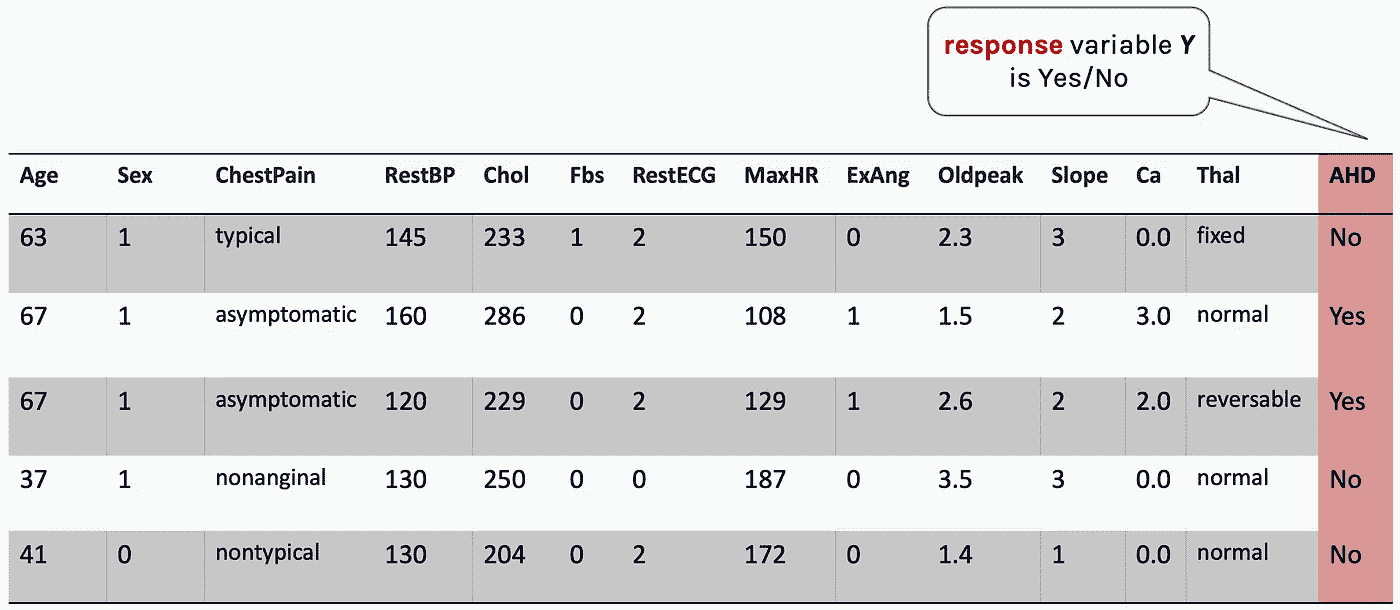 response variable Y
is Yes/No
Age Sex ChestPain RestBP Chol Fbs RestECG MaxHR ExAng Oldpeak Slope Ca Thal AHD
63 1 typical 145 233 1 2 150 0 2.3 3 0.0 fixed No
67 1 asymptomatic 160 286 0 2 108 1 1.5 2 3.0 normal Yes
67 1 asymptomatic 120 229 0 2 129 1 2.6 2 2.0 reversable Yes
37 1 nonanginal 130 250 0 0 187 0 3.5 3 0.0 normal No
41 0 nontypical 130 204 0 2 172 0 1.4 1 0.0 normal No